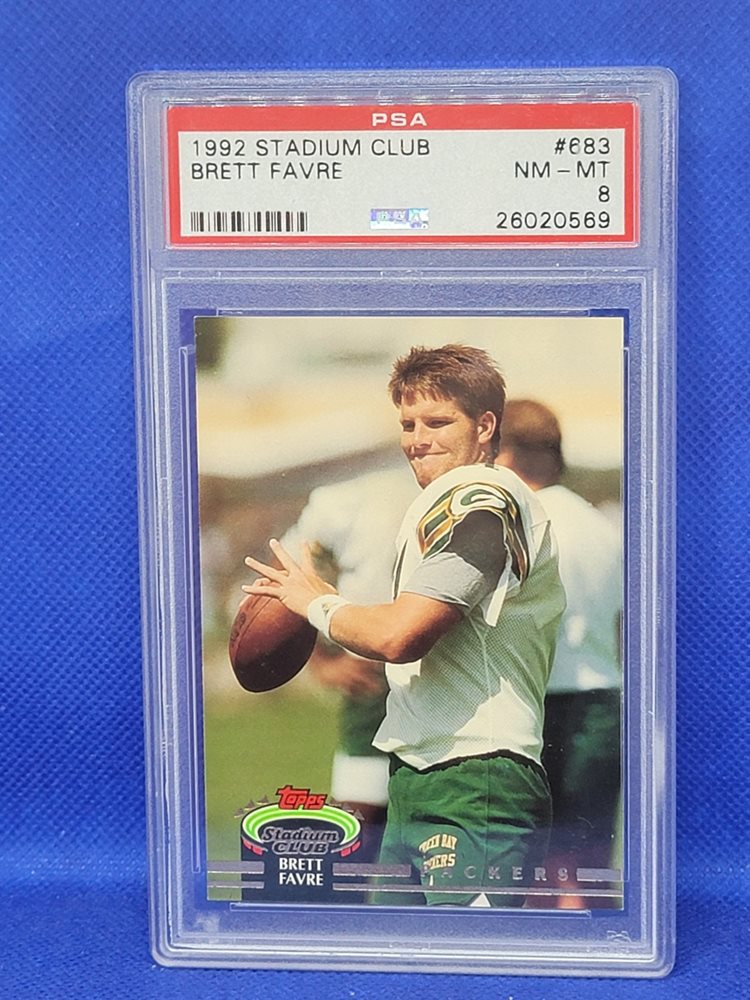 PSA
1992 STADIUM CLUB #683
BRETT FAVRE NM - MT
8
26020569
Topps
Stadium
CLUB
BRETT
FAVRE
PACKERS